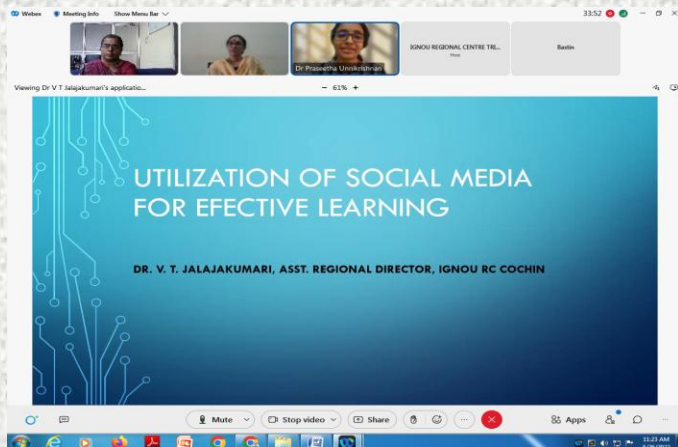 Webex Meeting Info Show Menu Bar 33:52
Dr Praseetha Unnikrishnan
IGNOU REGIONAL CENTRE TRI...
Host
Bastin
Viewing Dr V T Jalajakumari's applicatio... − 61% +
UTILIZATION OF SOCIAL MEDIA
FOR EFECTIVE LEARNING
DR. V. T. JALAJAKUMARI, ASST. REGIONAL DIRECTOR, IGNOU RC COCHIN
Mute Stop video Share Apps
11:23 AM